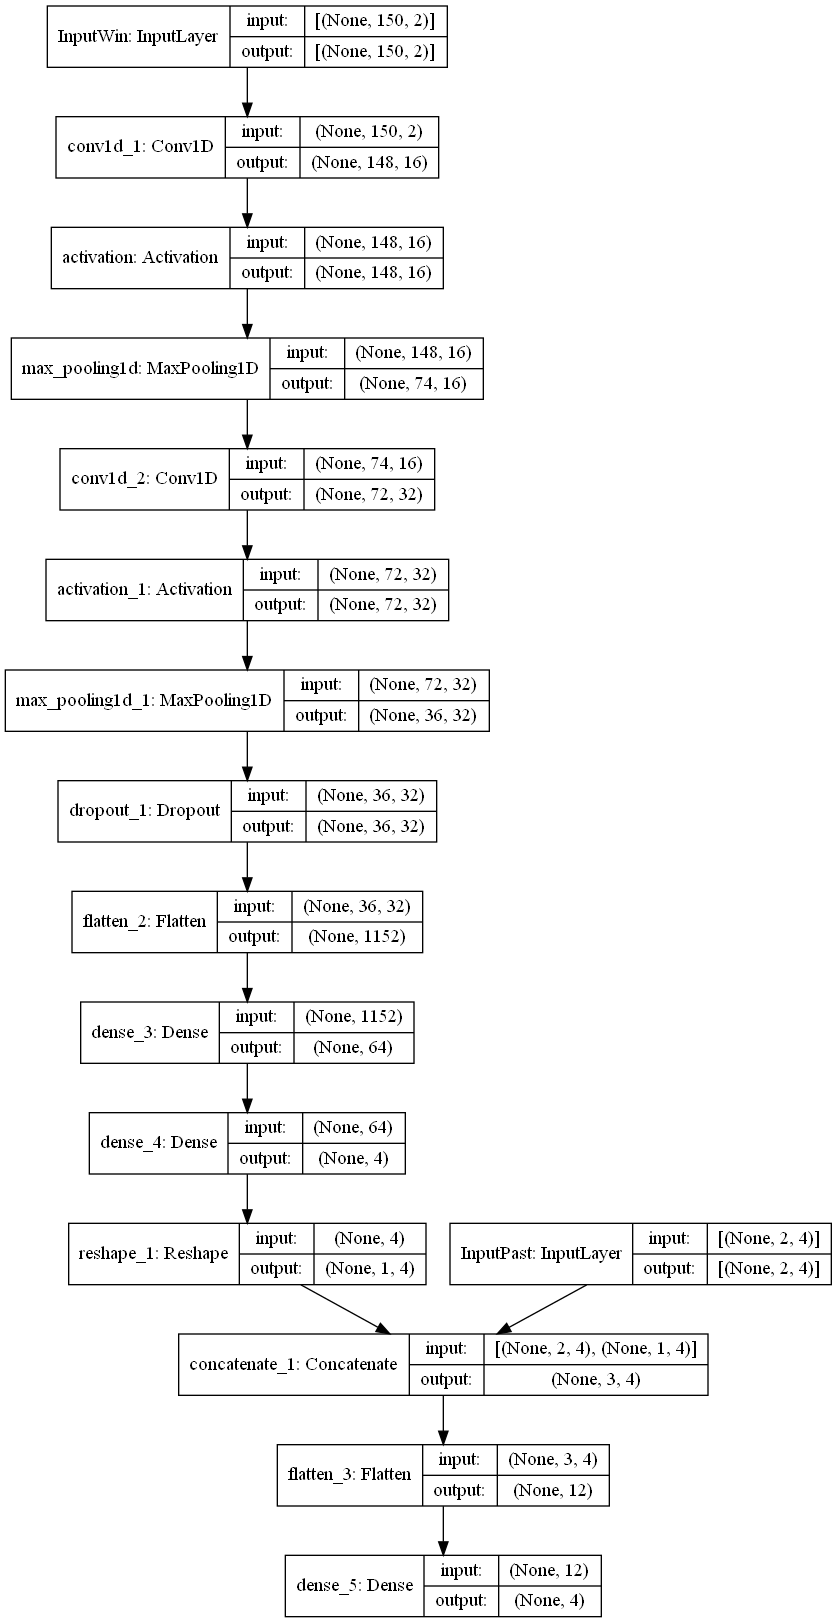 InputWin: InputLayer
input: [(None, 150, 2)]
output: [(None, 150, 2)]
conv1d_1: Conv1D
input: (None, 150, 2)
output: (None, 148, 16)
activation: Activation
input: (None, 148, 16)
output: (None, 148, 16)
max_pooling1d: MaxPooling1D
input: (None, 148, 16)
output: (None, 74, 16)
conv1d_2: Conv1D
input: (None, 74, 16)
output: (None, 72, 32)
activation_1: Activation
input: (None, 72, 32)
output: (None, 72, 32)
max_pooling1d_1: MaxPooling1D
input: (None, 72, 32)
output: (None, 36, 32)
dropout_1: Dropout
input: (None, 36, 32)
output: (None, 36, 32)
flatten_2: Flatten
input: (None, 36, 32)
output: (None, 1152)
dense_3: Dense
input: (None, 1152)
output: (None, 64)
dense_4: Dense
input: (None, 64)
output: (None, 4)
reshape_1: Reshape
input: (None, 4)
output: (None, 1, 4)
InputPast: InputLayer
input: [(None, 2, 4)]
output: [(None, 2, 4)]
concatenate_1: Concatenate
input: [(None, 2, 4), (None, 1, 4)]
output: (None, 3, 4)
flatten_3: Flatten
input: (None, 3, 4)
output: (None, 12)
dense_5: Dense
input: (None, 12)
output: (None, 4)